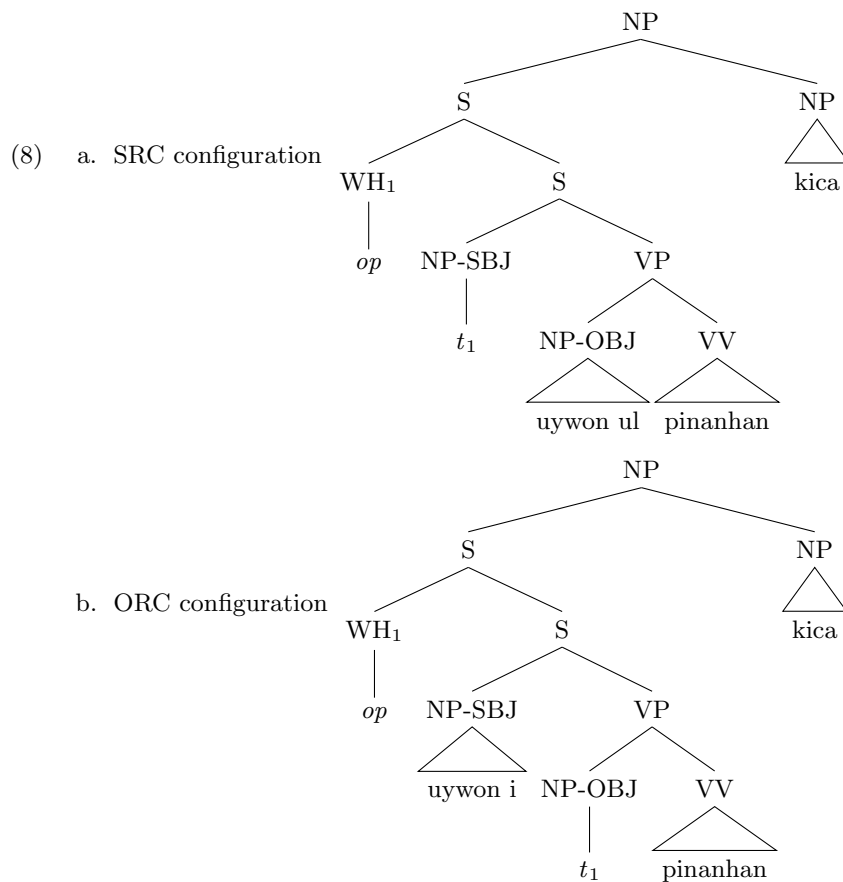 NP
S NP
(8) a. SRC configuration kica
WH₁ S
op NP-SBJ VP
t₁ NP-OBJ VV
uywon ul pinanhan
NP
S NP
b. ORC configuration kica
WH₁ S
op NP-SBJ VP
uywon i NP-OBJ VV
t₁ pinanhan